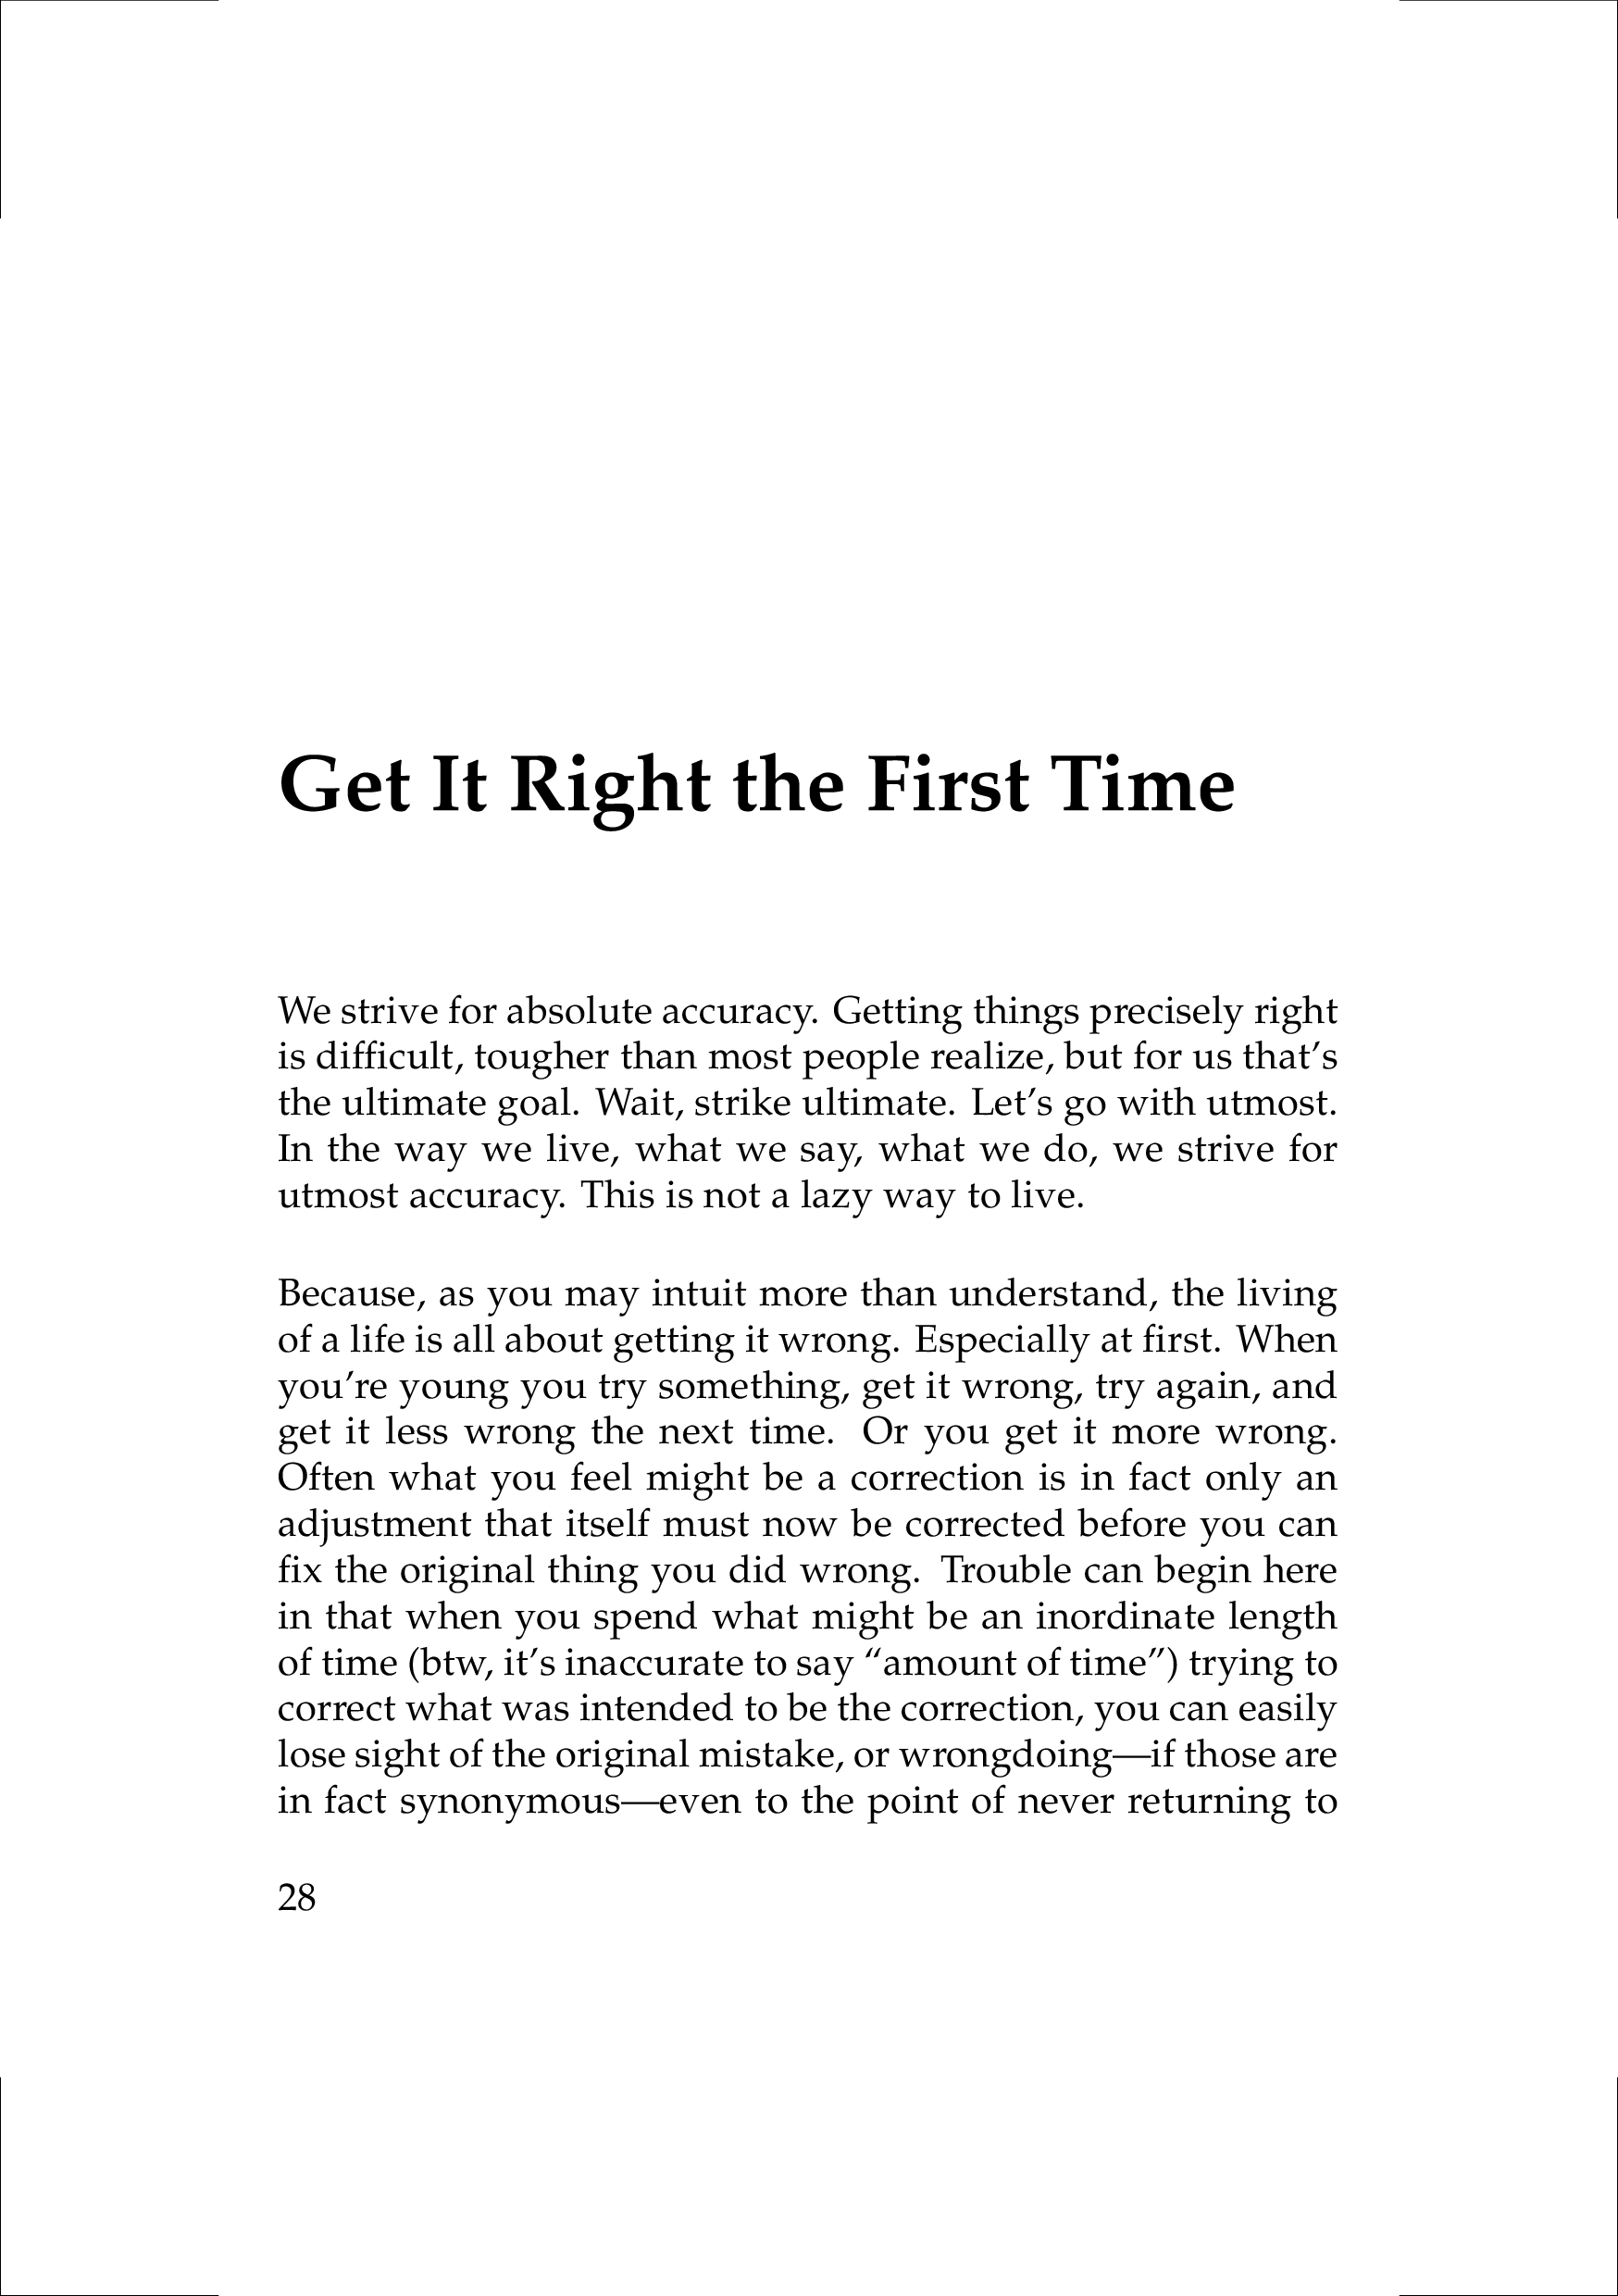 Get It Right the First Time
We strive for absolute accuracy. Getting things precisely right
is difficult, tougher than most people realize, but for us that’s
the ultimate goal. Wait, strike ultimate. Let’s go with utmost.
In the way we live, what we say, what we do, we strive for
utmost accuracy. This is not a lazy way to live.
Because, as you may intuit more than understand, the living
of a life is all about getting it wrong. Especially at first. When
you’re young you try something, get it wrong, try again, and
get it less wrong the next time. Or you get it more wrong.
Often what you feel might be a correction is in fact only an
adjustment that itself must now be corrected before you can
fix the original thing you did wrong. Trouble can begin here
in that when you spend what might be an inordinate length
of time (btw, it’s inaccurate to say “amount of time”) trying to
correct what was intended to be the correction, you can easily
lose sight of the original mistake, or wrongdoing—if those are
in fact synonymous—even to the point of never returning to
28